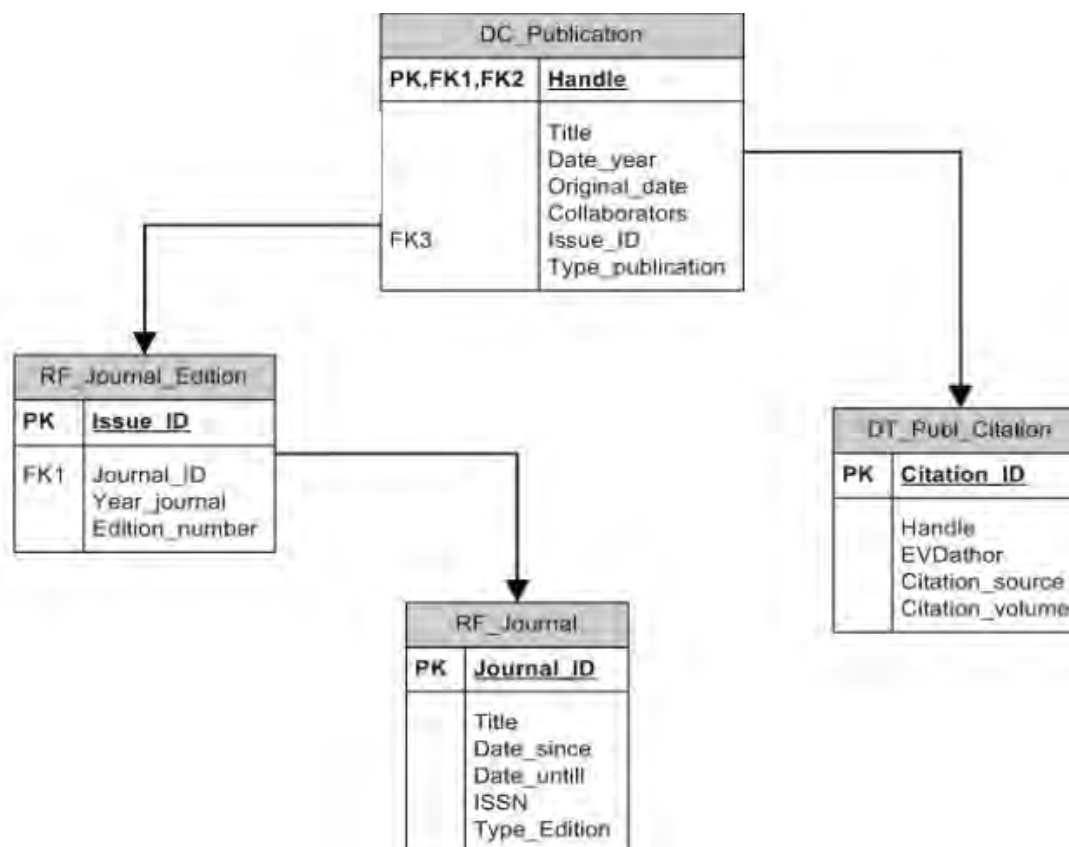 DC_Publication
PK,FK1,FK2 Handle
Title
Date_year
Original_date
Collaborators
FK3 Issue_ID
Type_publication
RF_Journal_Edition
PK Issue_ID
FK1 Journal_ID
Year_journal
Edition_number
DT_Publ_Citation
PK Citation_ID
Handle
EVDathor
Citation_source
Citation_volume
RF_Journal
PK Journal_ID
Title
Date_since
Date_untill
ISSN
Type_Edition